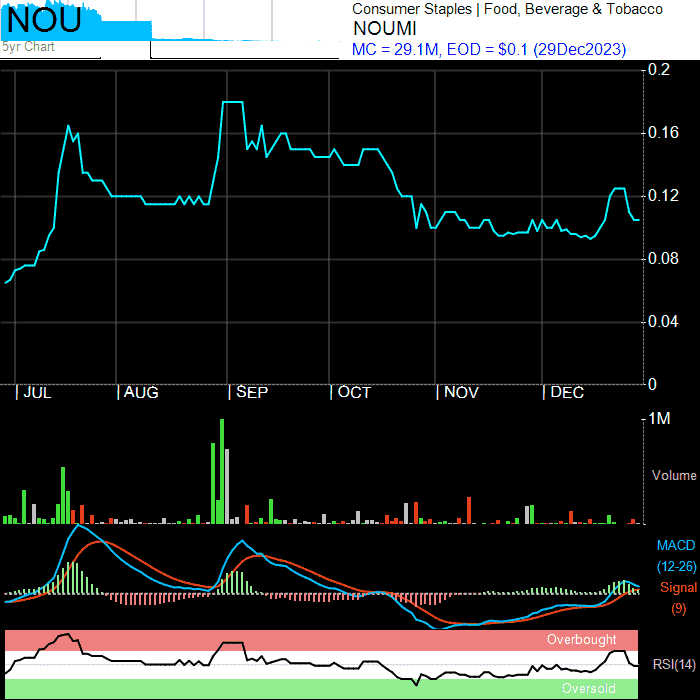 NOU
5yr Chart
Consumer Staples | Food, Beverage & Tobacco
NOUMI
MC = 29.1M, EOD = $0.1 (29Dec2023)
0.2
0.16
0.12
0.08
0.04
0
| JUL | AUG | SEP | OCT | NOV | DEC
1M
Volume
MACD
(12-26)
Signal
(9)
Overbought
RSI(14)
Oversold